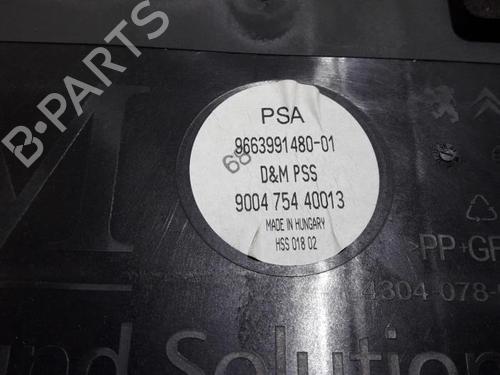 PSA
9663991480-01
68
D&M PSS
9004 754 40013
MADE IN HUNGARY
HSS 018 02
PP+GF
4304-078-
und Solution